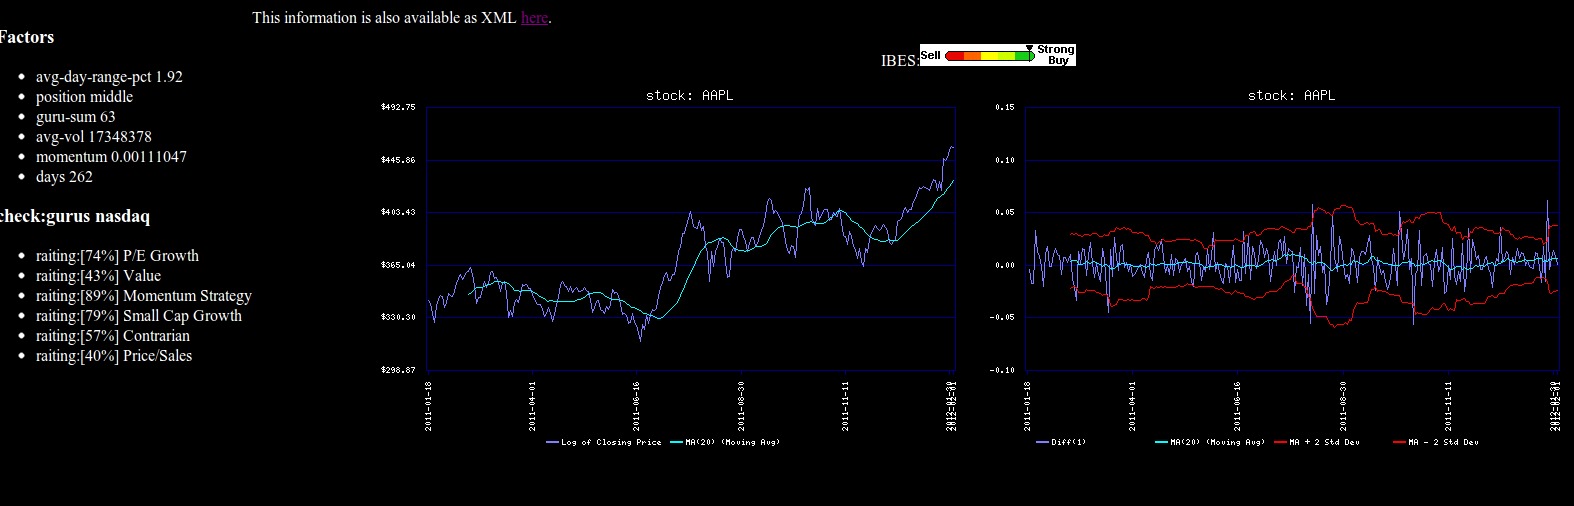 This information is also available as XML here.
Factors
avg-day-range-pct 1.92
position middle
guru-sum 63
avg-vol 17348378
momentum 0.00111047
days 262
check:gurus nasdaq
raiting:[74%] P/E Growth
raiting:[43%] Value
raiting:[89%] Momentum Strategy
raiting:[79%] Small Cap Growth
raiting:[57%] Contrarian
raiting:[40%] Price/Sales
IBES:
Sell
Strong
Buy
stock: AAPL
$492.75
$445.86
$403.43
$365.04
$330.30
$298.87
2011-01-18
2011-04-01
2011-06-16
2011-08-30
2011-11-11
2012-02-01
Log of Closing Price
MA(20) (Moving Avg)
stock: AAPL
0.15
0.10
0.05
0.00
-0.05
-0.10
2011-01-18
2011-04-01
2011-06-16
2011-08-30
2011-11-11
2012-02-01
Diff(1)
MA(20) (Moving Avg)
MA + 2 Std Dev
MA - 2 Std Dev